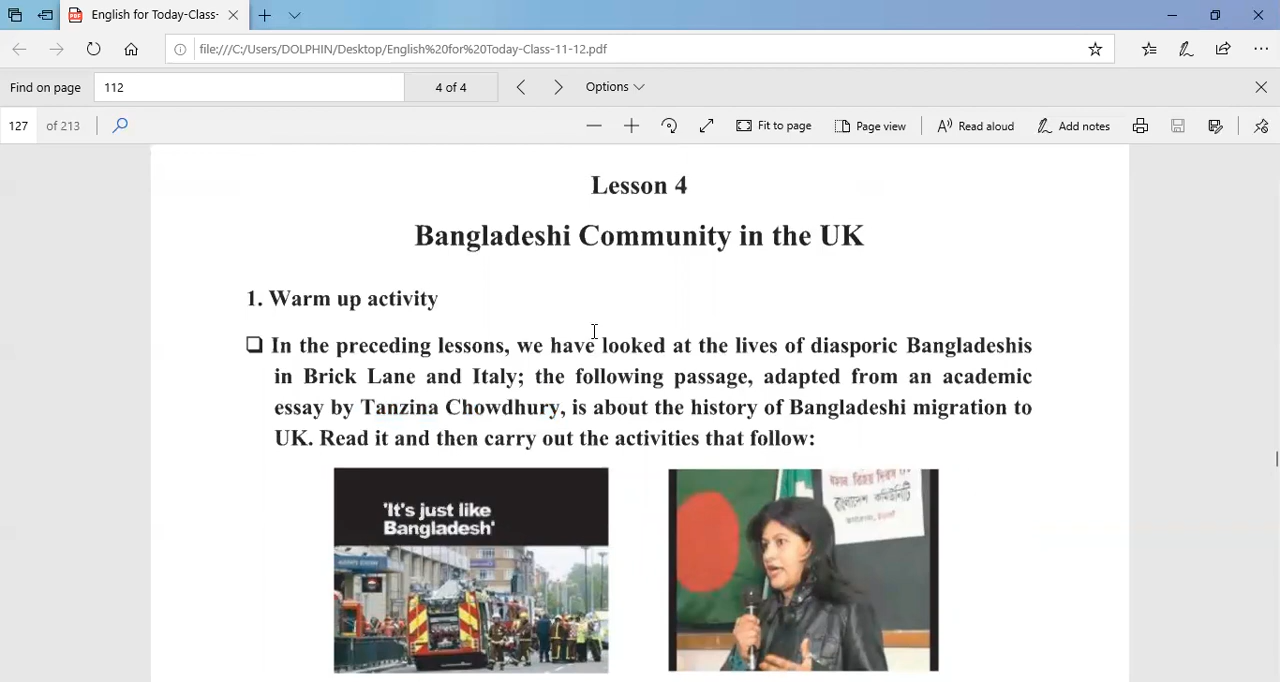 English for Today-Class-
file:///C:/Users/DOLPHIN/Desktop/English%20for%20Today-Class-11-12.pdf
Find on page 112 4 of 4 Options
127 of 213 Fit to page Page view Read aloud Add notes
Lesson 4
Bangladeshi Community in the UK
1. Warm up activity
❑ In the preceding lessons, we have looked at the lives of diasporic Bangladeshis
in Brick Lane and Italy; the following passage, adapted from an academic
essay by Tanzina Chowdhury, is about the history of Bangladeshi migration to
UK. Read it and then carry out the activities that follow:
'It's just like
Bangladesh'
বিজয় দিবস
বাংলাদেশ কমিউনিটি